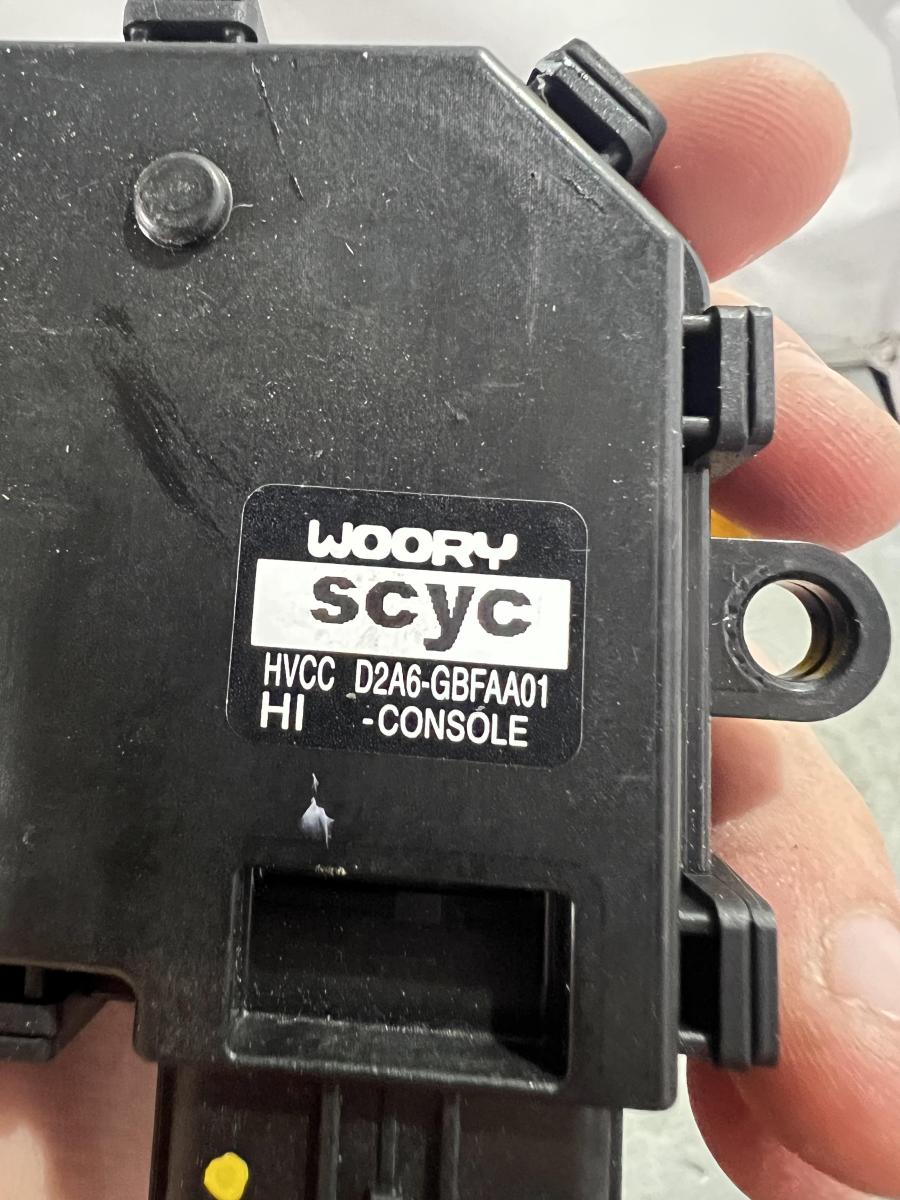 WOORY
scyc
HVCC D2A6-GBFAA01
HI -CONSOLE